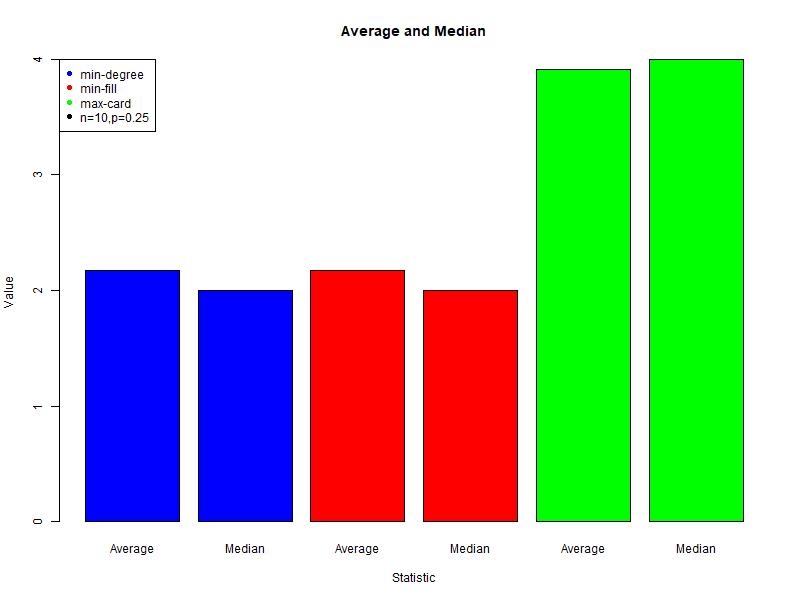 Average and Median
min-degree
min-fill
max-card
n=10,p=0.25
4
3
2
1
0
Value
Average Median Average Median Average Median
Statistic